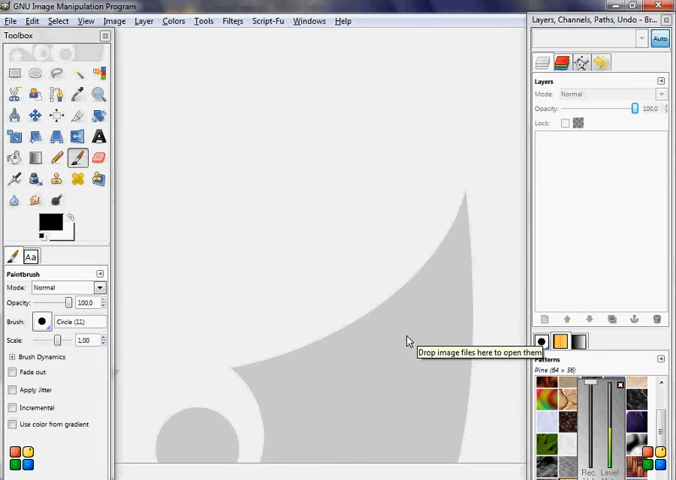 GNU Image Manipulation Program
File Edit Select View Image Layer Colors Tools Filters Script-Fu Windows Help
Toolbox
Paintbrush
Mode: Normal
Opacity: 100,0
Brush: Circle (11)
Scale: 1,00
Brush Dynamics
Fade out
Apply Jitter
Incremental
Use color from gradient
Drop image files here to open them
Layers, Channels, Paths, Undo - Br...
Auto
Layers
Mode: Normal
Opacity: 100,0
Lock:
Patterns
Pine (64 × 56)
Rec. Level